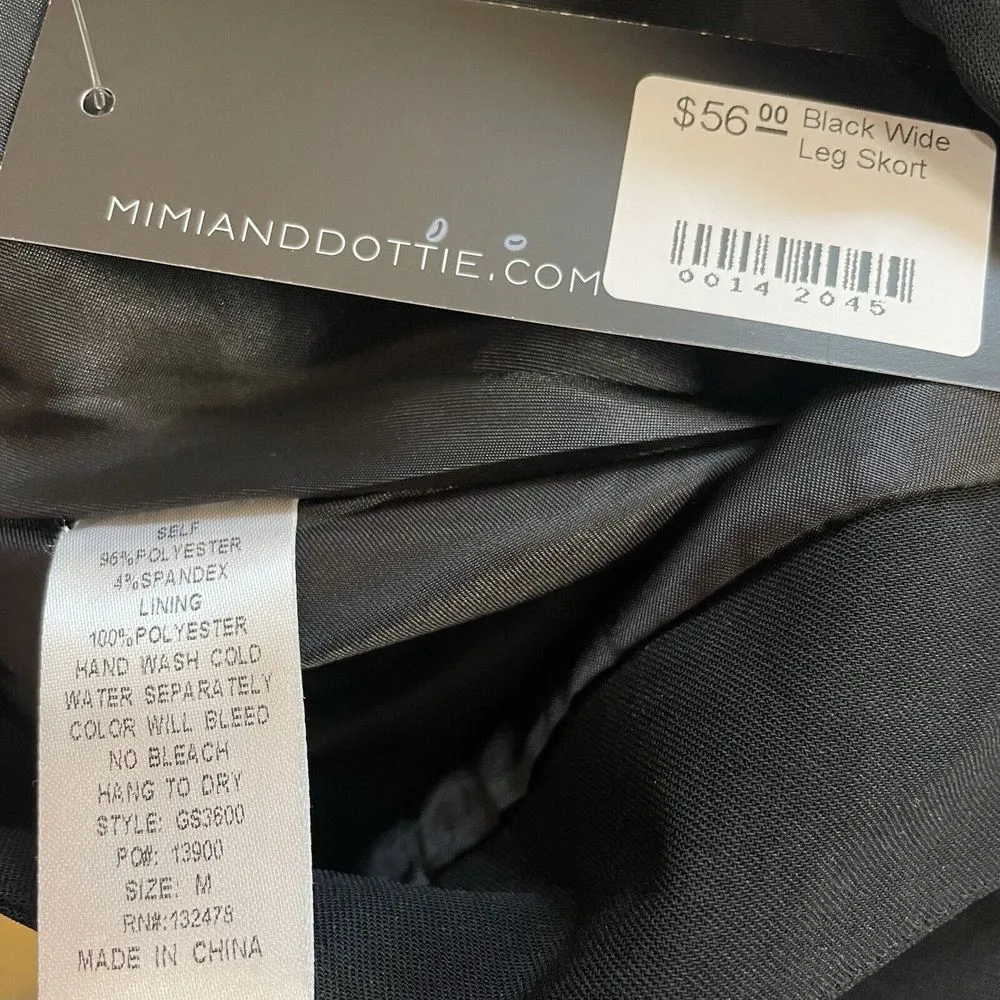 $56.00 Black Wide
Leg Skort
MIMIANDDOTTIE.COM
0014 2045
SELF
96%POLYESTER
4%SPANDEX
LINING
100%POLYESTER
HAND WASH COLD
WATER SEPARATELY
COLOR WILL BLEED
NO BLEACH
HANG TO DRY
STYLE: GS3600
PO#: 13900
SIZE: M
RN#:132478
MADE IN CHINA